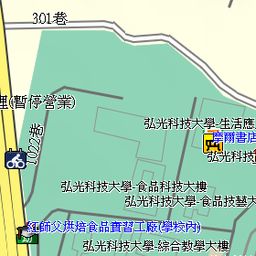 301巷
弘光科技大學-生活應
摩爾書店
理(暫停營業)
1022巷
弘光科技
弘光科技大學-食品科技大樓
弘光科技大學-食品技藝大
紅師父烘焙食品實習工廠(學校內)
弘光科技大學-綜合教學大樓